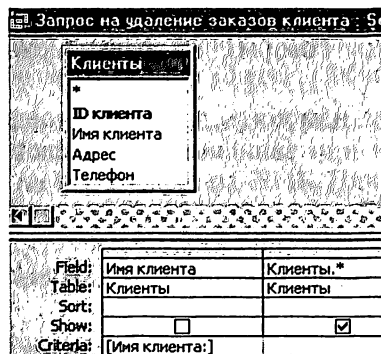 Запрос на удаление заказов клиента : Se
Клиенты
*
ID клиента
Имя клиента
Адрес
Телефон
Field: Имя клиента Клиенты.*
Table: Клиенты Клиенты
Sort:
Show:
Criteria: [Имя клиента:]